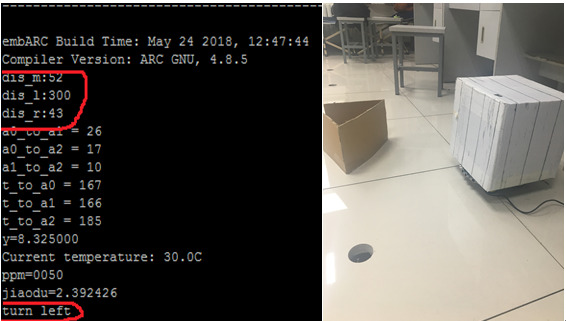 embARC Build Time: May 24 2018, 12:47:44
Compiler Version: ARC GNU, 4.8.5
dis_m:52
dis_l:300
dis_r:43
a0_to_a1 = 26
a0_to_a2 = 17
a1_to_a2 = 10
t_to_a0 = 167
t_to_a1 = 166
t_to_a2 = 185
y=8.325000
Current temperature: 30.0C
ppm=0050
jiaodu=2.392426
turn left